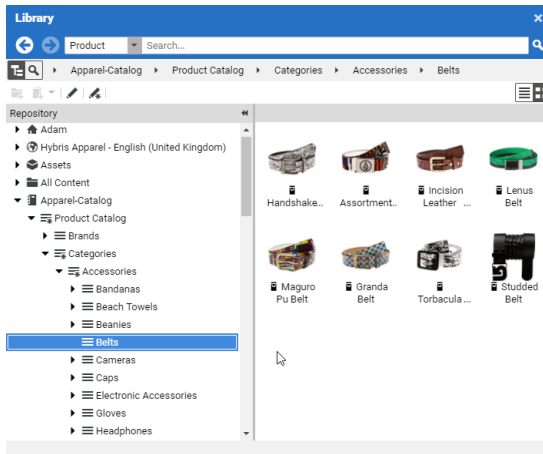 Library
Product Search...
Apparel-Catalog Product Catalog Categories Accessories Belts
Repository
Adam
Hybris Apparel - English (United Kingdom)
Assets
All Content
Apparel-Catalog
Product Catalog
Brands
Categories
Accessories
Bandanas
Beach Towels
Beanies
Belts
Cameras
Caps
Electronic Accessories
Gloves
Headphones
Handshake...
Assortment..
Incision
Leather ...
Lenus
Belt
Maguro
Pu Belt
Granda
Belt
Torbacula ...
Studded
Belt